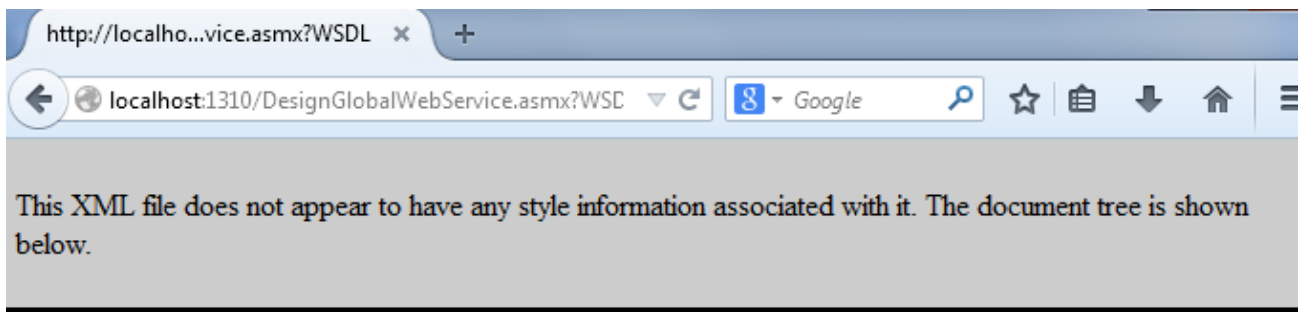 http://localho...vice.asmx?WSDL
localhost:1310/DesignGlobalWebService.asmx?WSD
Google
This XML file does not appear to have any style information associated with it. The document tree is shown
below.